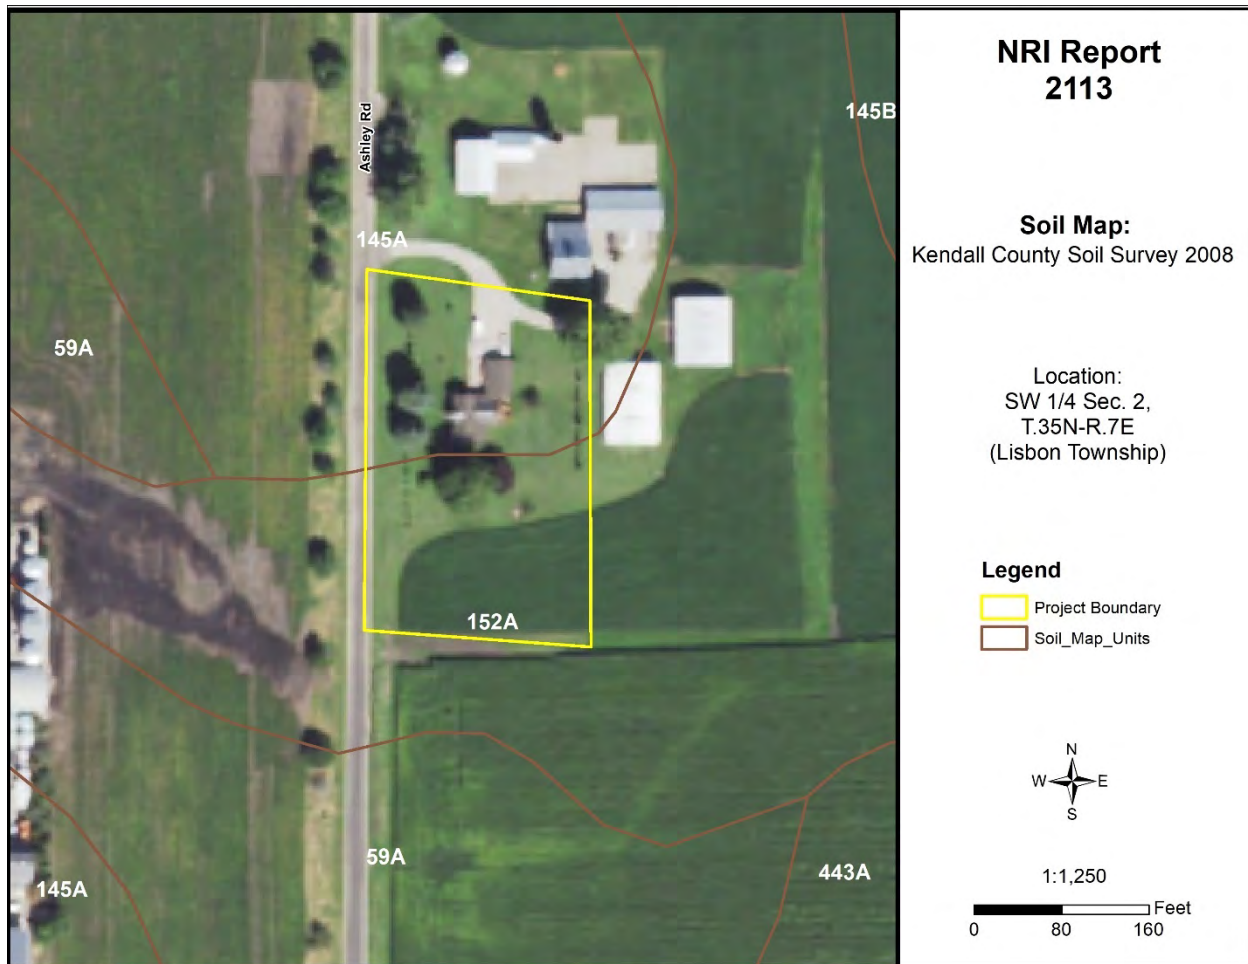 145B
Ashley Rd
145A
59A
152A
59A
145A
443A
NRI Report
2113
Soil Map:
Kendall County Soil Survey 2008
Location:
SW 1/4 Sec. 2,
T.35N-R.7E
(Lisbon Township)
Legend
Project Boundary
Soil_Map_Units
N
W E
S
1:1,250
Feet
0 80 160